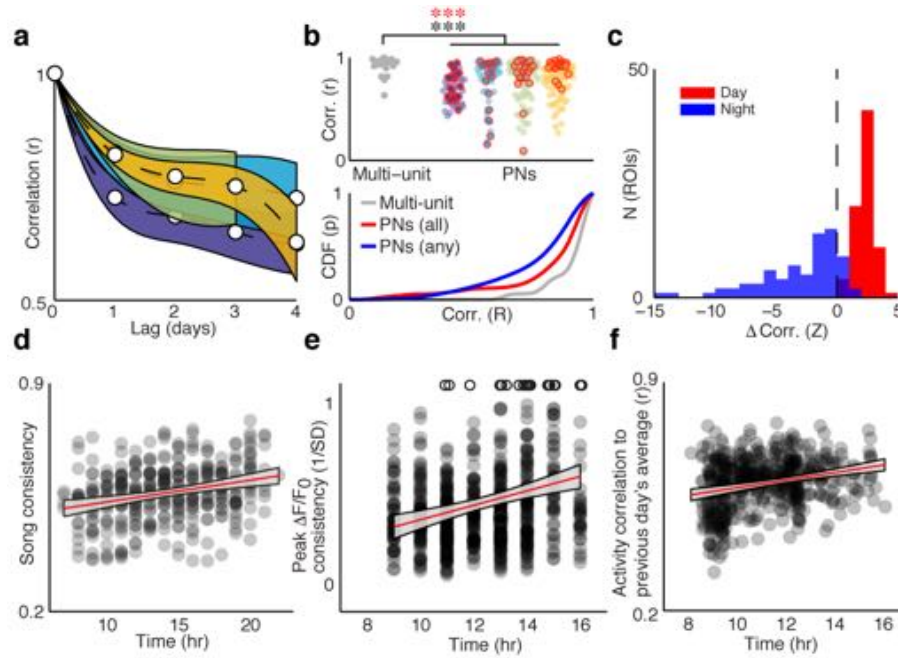 a
1
Correlation (r)
0.5
0 1 2 3 4
Lag (days)
b
***
***
1
Corr. (r)
0
Multi-unit PNs
1
CDF (p)
0
Multi-unit
PNs (all)
PNs (any)
0 1
Corr. (R)
c
50
N (ROIs)
0
Day
Night
-15 -10 -5 0 5
Δ Corr. (Z)
d
0.9
Song consistency
0.2
10 15 20
Time (hr)
e
1
Peak ΔF/F0
consistency (1/SD)
0
8 10 12 14 16
Time (hr)
f
0.9
Activity correlation to
previous day's average (r)
0.2
8 10 12 14 16
Time (hr)